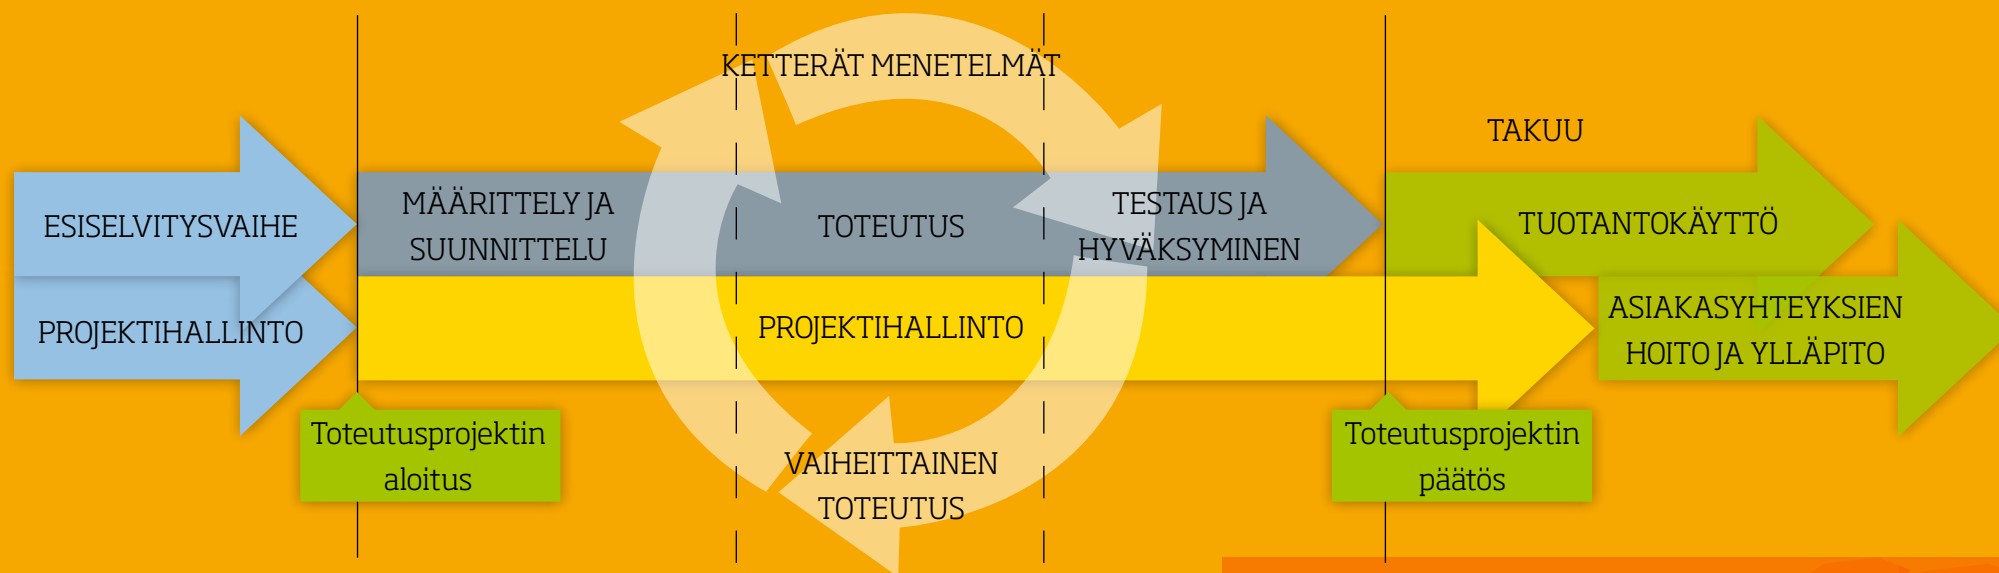 KETTERÄT MENETELMÄT
TAKUU
ESISELVITYSVAIHE
MÄÄRITTELY JA
SUUNNITTELU
TOTEUTUS
TESTAUS JA
HYVÄKSYMINEN
TUOTANTOKÄYTTÖ
PROJEKTIHALLINTO
PROJEKTIHALLINTO
ASIAKASYHTEYKSIEN
HOITO JA YLLÄPITO
Toteutusprojektin
aloitus
VAIHEITTAINEN
TOTEUTUS
Toteutusprojektin
päätös